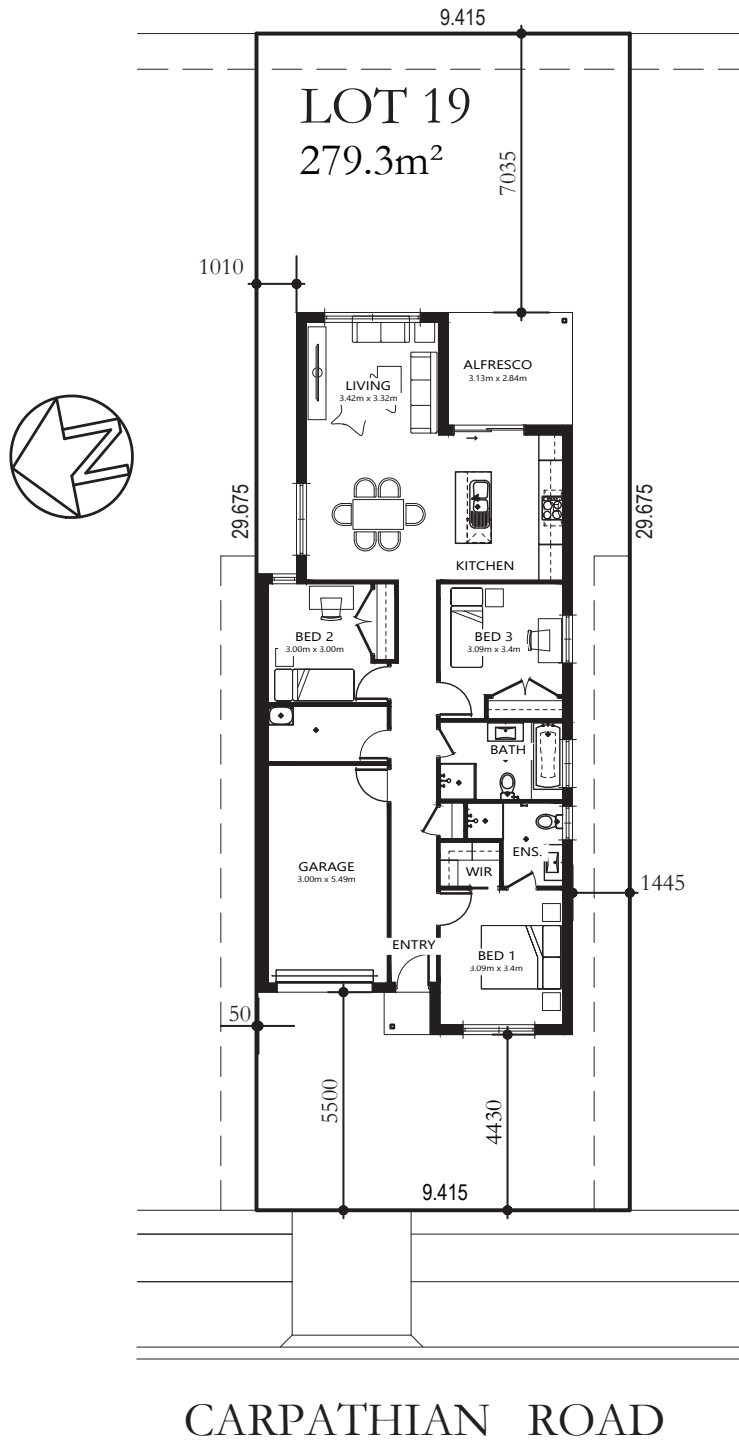 9.415
LOT 19
279.3m²
7035
1010
ALFRESCO
3.13m x 2.84m
LIVING
3.42m x 3.32m
N
29.675
29.675
KITCHEN
BED 2
3.00m x 3.00m
BED 3
3.09m x 3.4m
BATH
ENS.
GARAGE
3.00m x 5.49m
WIR
1445
ENTRY
BED 1
3.09m x 3.4m
50
5500
4430
9.415
CARPATHIAN ROAD